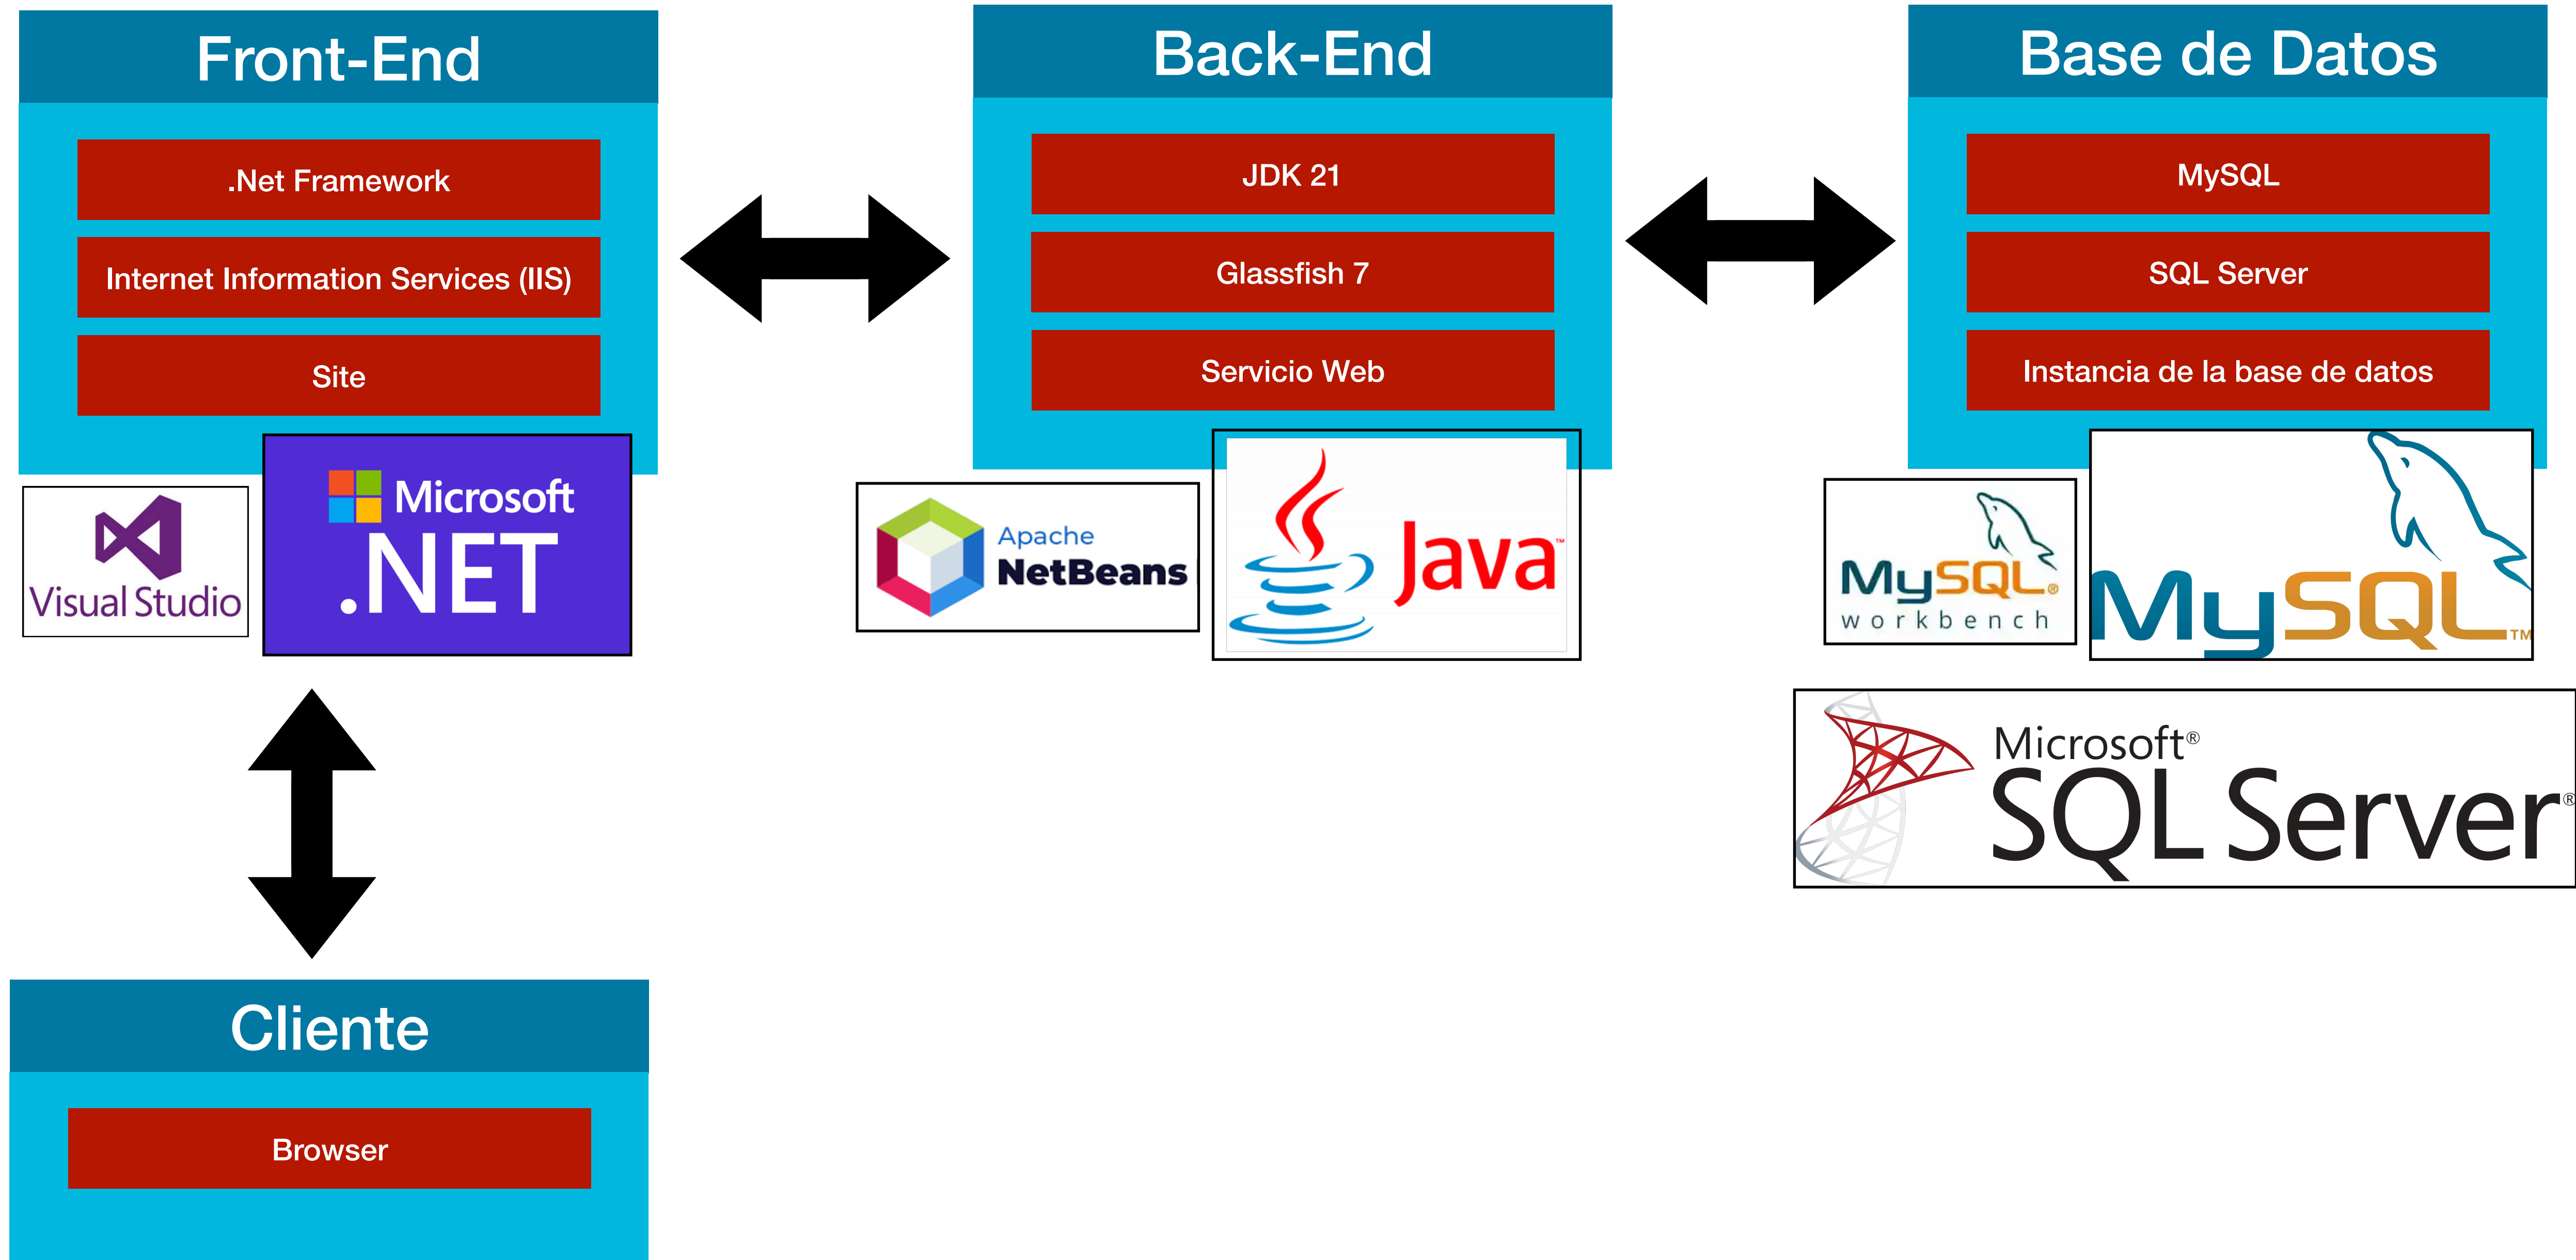 Front-End
.Net Framework
Internet Information Services (IIS)
Site
Visual Studio
Microsoft
.NET
Back-End
JDK 21
Glassfish 7
Servicio Web
Apache
NetBeans
Java™
Base de Datos
MySQL
SQL Server
Instancia de la base de datos
MySQL®
workbench
MySQL™
Microsoft®
SQL Server®
Cliente
Browser